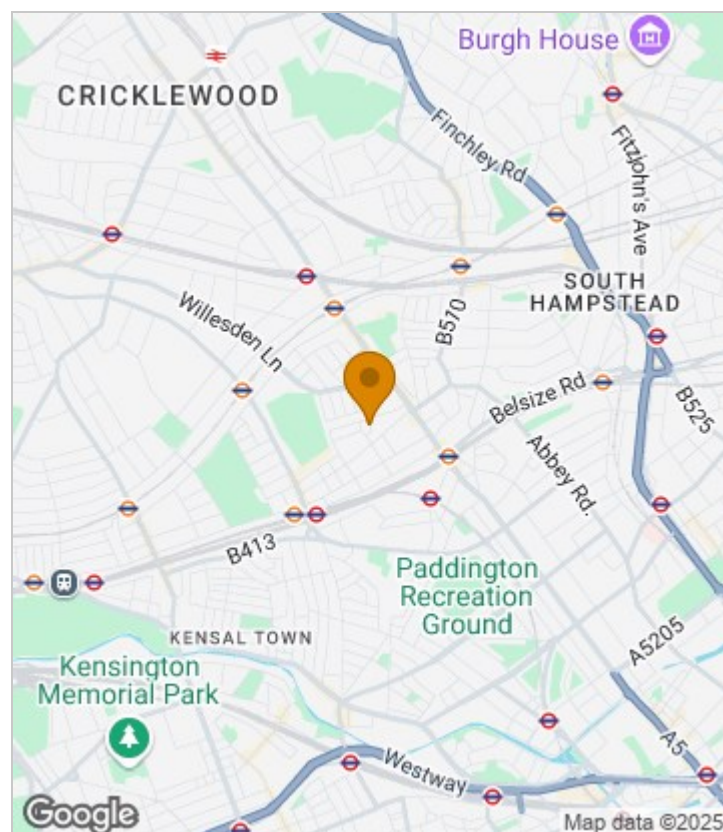 Burgh House
CRICKLEWOOD
Finchley Rd
Fitzjohn's Ave
SOUTH
HAMPSTEAD
Willesden Ln
B510
Belsize Rd
B525
Abbey Rd.
B413
Paddington
Recreation
Ground
KENSAL TOWN
A5205
Kensington
Memorial Park
A5
Westway
Google
Map data ©2025